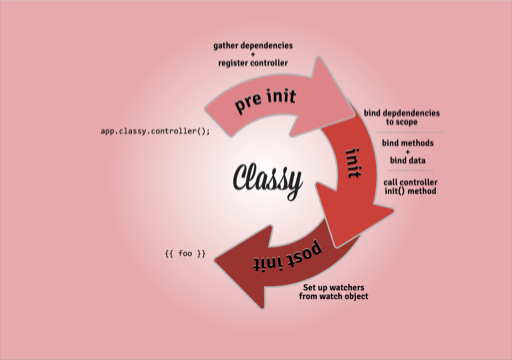 gather dependencies
+
register controller
pre init
app.classy.controller();
bind depdendencies
to scope
bind methods
+
bind data
init
call controller
init() method
Classy
post init
{{ foo }}
Set up watchers
from watch object